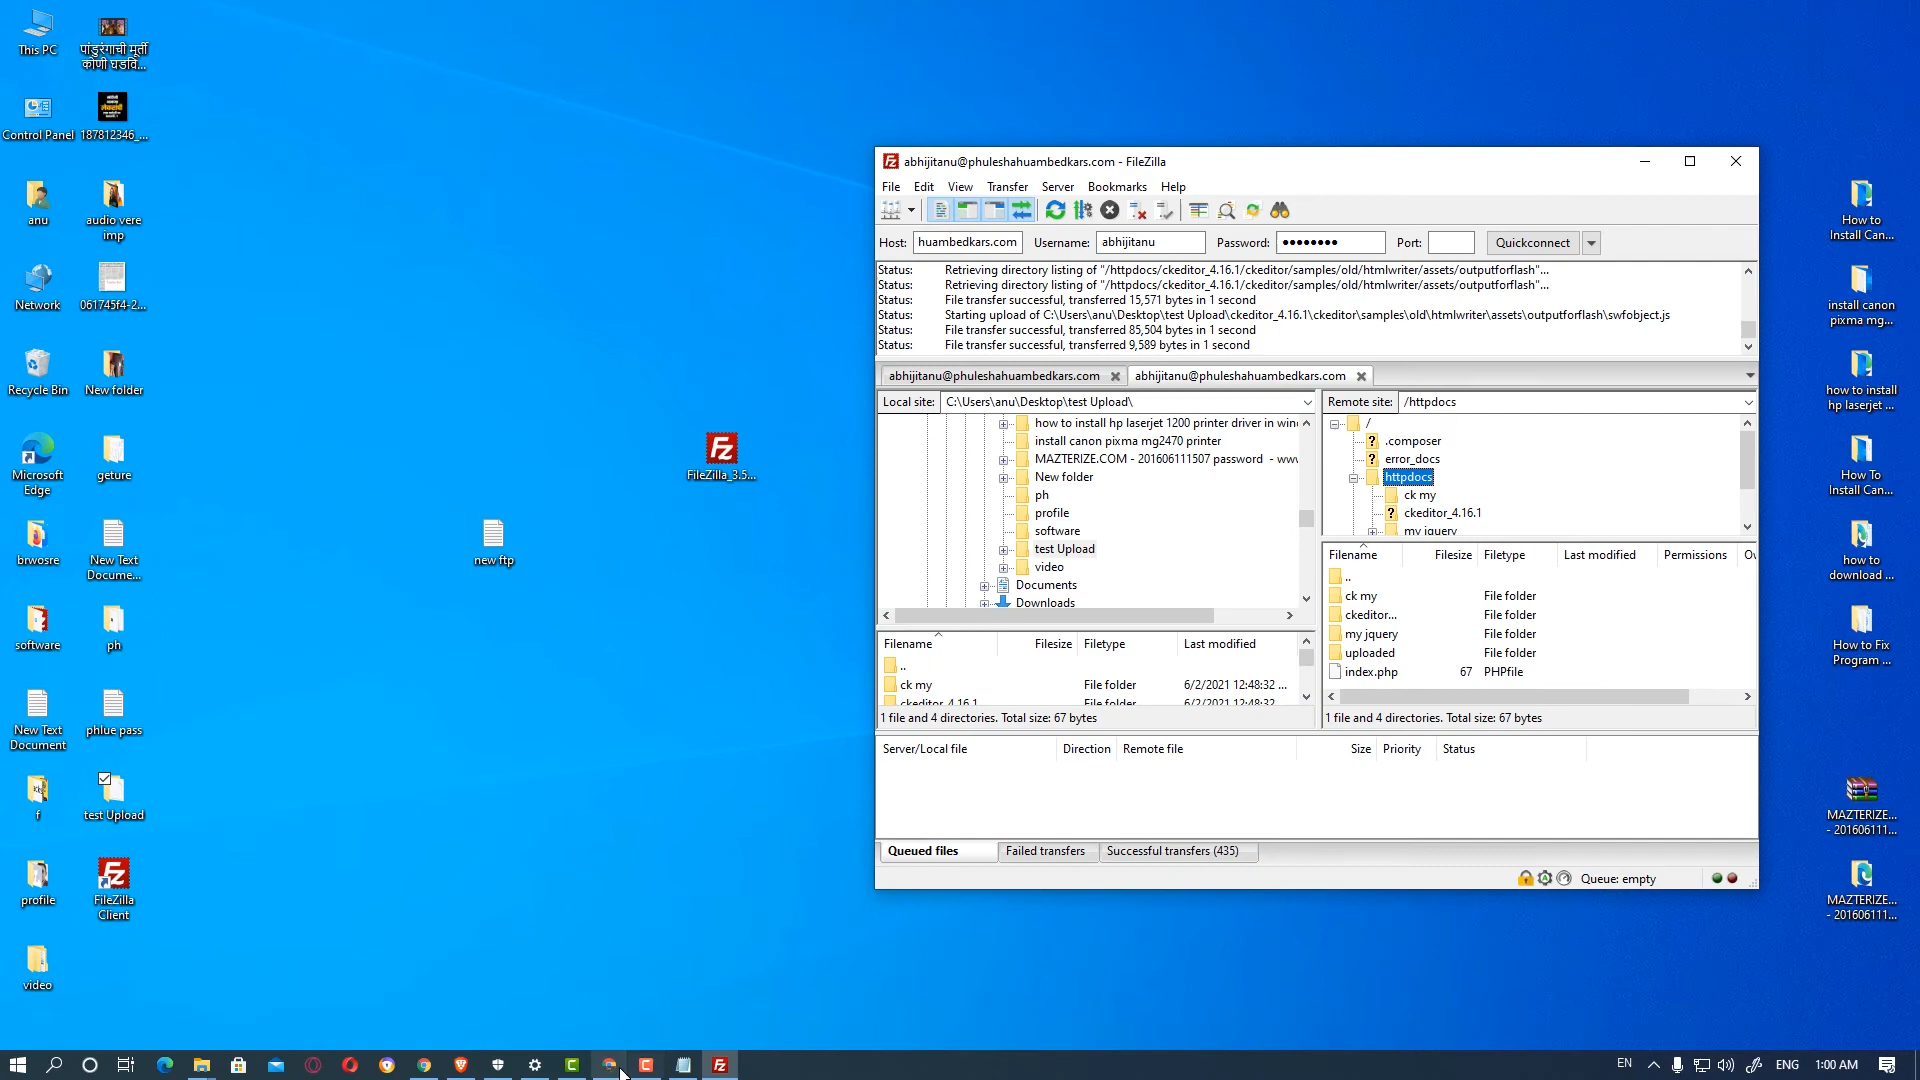 This PC
पांडुरंगाची मूर्ती
कोणी घडवि...
Control Panel
187812346_...
anu
audio vere
imp
Network
061745f4-2...
Recycle Bin
New folder
Microsoft
Edge
geture
brwosre
New Text
Docume...
software
ph
New Text
Document
phlue pass
f
test Upload
profile
FileZilla
Client
video
new ftp
FileZilla_3.5...
abhijitanu@phuleshahuambedkars.com - FileZilla
File Edit View Transfer Server Bookmarks Help
Host: huambedkars.com Username: abhijitanu Password: •••••••• Port: Quickconnect
Status: Retrieving directory listing of "/httpdocs/ckeditor_4.16.1/ckeditor/samples/old/htmlwriter/assets/outputforflash"...
Status: Retrieving directory listing of "/httpdocs/ckeditor_4.16.1/ckeditor/samples/old/htmlwriter/assets/outputforflash"...
Status: File transfer successful, transferred 15,571 bytes in 1 second
Status: Starting upload of C:\Users\anu\Desktop\test Upload\ckeditor_4.16.1\ckeditor\samples\old\htmlwriter\assets\outputforflash\swfobject.js
Status: File transfer successful, transferred 85,504 bytes in 1 second
Status: File transfer successful, transferred 9,589 bytes in 1 second
abhijitanu@phuleshahuambedkars.com abhijitanu@phuleshahuambedkars.com
Local site: C:\Users\anu\Desktop\test Upload\
how to install hp laserjet 1200 printer driver in win
install canon pixma mg2470 printer
MAZTERIZE.COM - 201606111507 password - www
New folder
ph
profile
software
test Upload
video
Documents
Downloads
Filename Filesize Filetype Last modified
..
ck my File folder 6/2/2021 12:48:32 ...
ckeditor_4.16.1 File folder 6/2/2021 12:48:32
1 file and 4 directories. Total size: 67 bytes
Remote site: /httpdocs
/
.composer
error_docs
httpdocs
ck my
ckeditor_4.16.1
my jquery
Filename Filesize Filetype Last modified Permissions Ov
..
ck my File folder
ckeditor... File folder
my jquery File folder
uploaded File folder
index.php 67 PHPfile
1 file and 4 directories. Total size: 67 bytes
Server/Local file Direction Remote file Size Priority Status
Queued files Failed transfers Successful transfers (435)
Queue: empty
How to
Install Can...
install canon
pixma mg...
how to install
hp laserjet ...
How To
Install Can...
how to
download ...
How to Fix
Program ...
MAZTERIZE...
- 201606111...
MAZTERIZE...
- 201606111...
EN ENG 1:00 AM